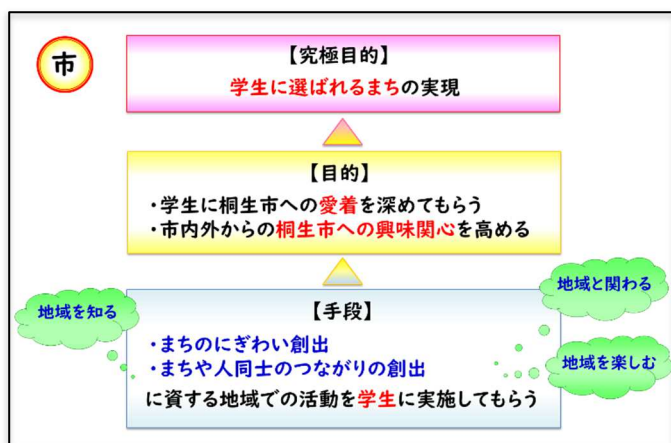 市
【究極目的】
学生に選ばれるまちの実現
【目的】
・学生に桐生市への愛着を深めてもらう
・市内外からの桐生市への興味関心を高める
地域を知る
地域と関わる
地域を楽しむ
【手段】
・まちのにぎわい創出
・まちや人同士のつながりの創出
に資する地域での活動を学生に実施してもらう